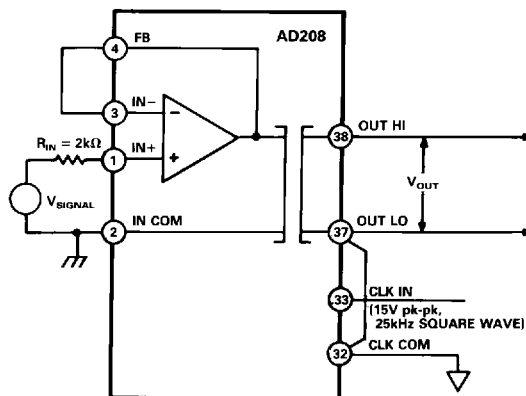 AD208
4 FB
3 IN−
−
R_IN = 2kΩ
1 IN+
+
38 OUT HI
V_SIGNAL
V_OUT
2 IN COM
37 OUT LO
33 CLK IN
(15V pk-pk,
25kHz SQUARE WAVE)
32 CLK COM